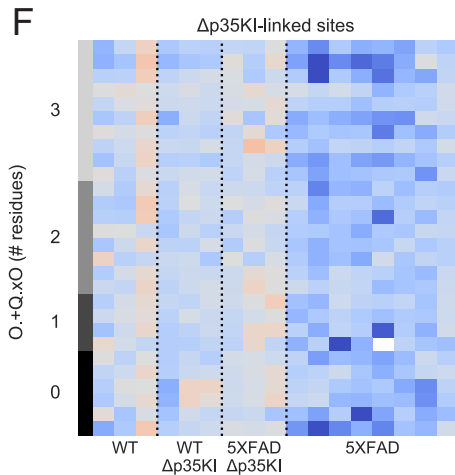 F
Δp35KI-linked sites
O.+Q.xO (# residues)
3
2
1
0
WT
WT
Δp35KI
5XFAD
Δp35KI
5XFAD